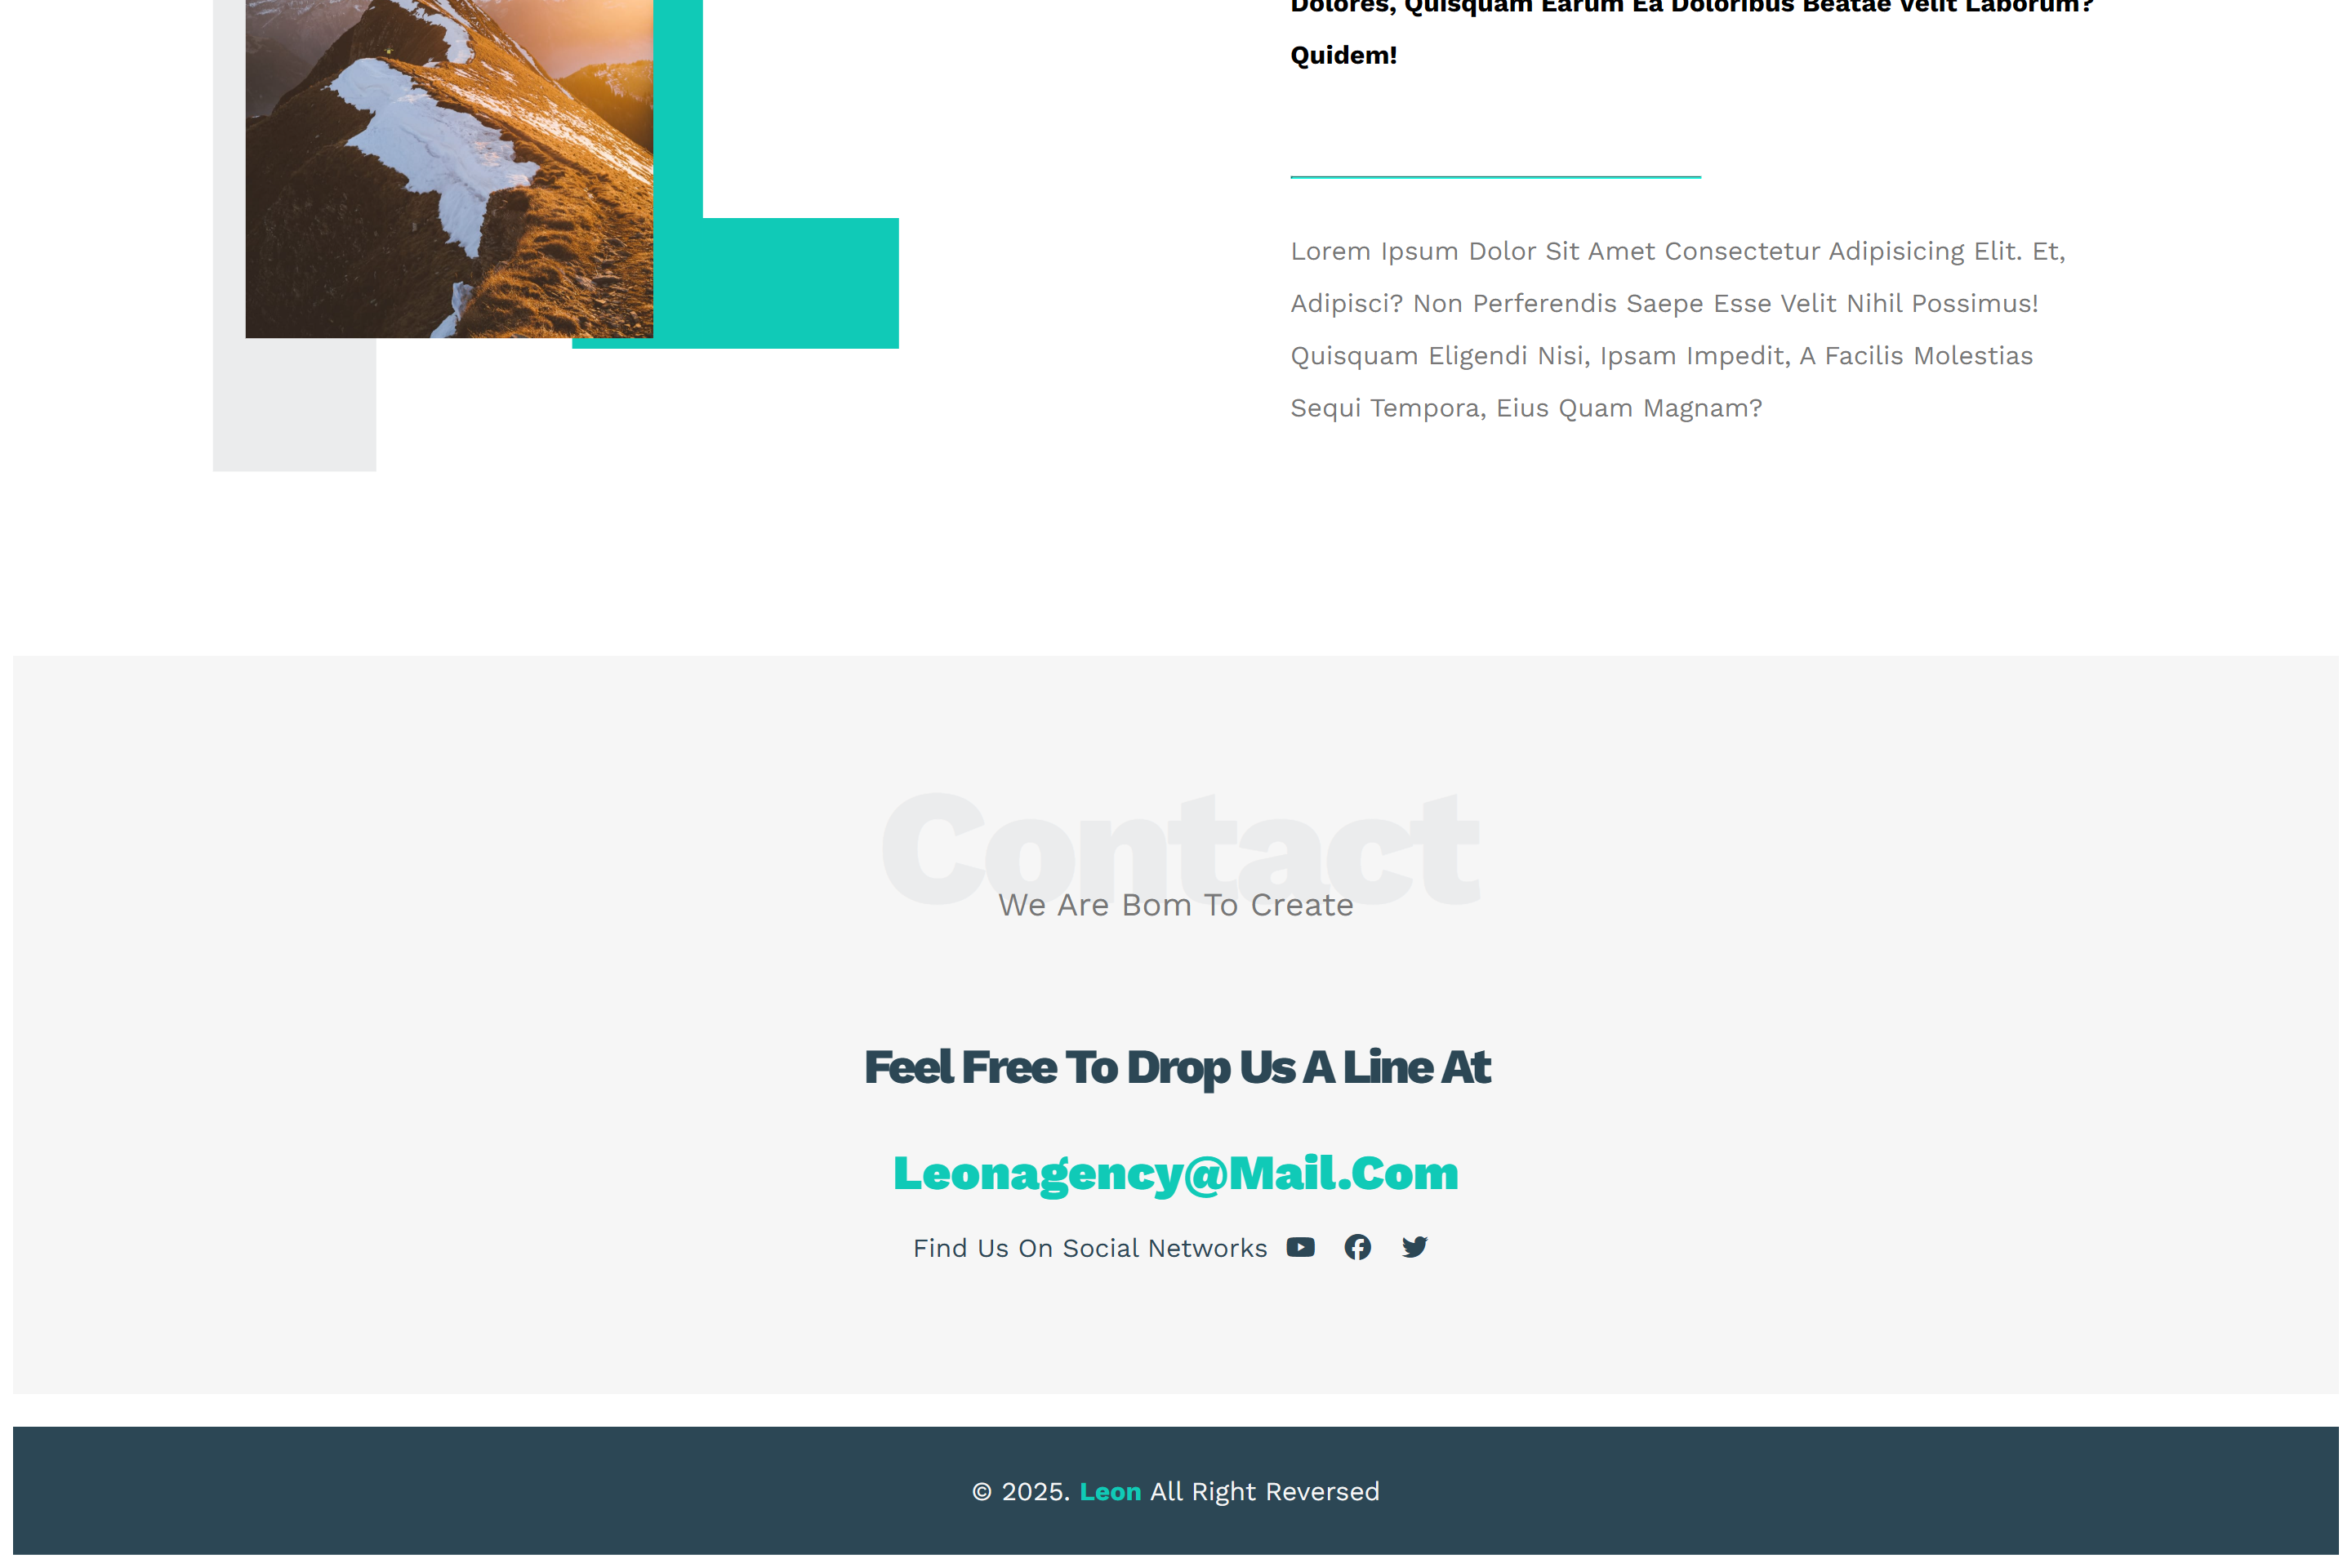 Dolores, Quisquam Earum Ea Doloribus Beatae Velit Laborum?
Quidem!
Lorem Ipsum Dolor Sit Amet Consectetur Adipisicing Elit. Et,
Adipisci? Non Perferendis Saepe Esse Velit Nihil Possimus!
Quisquam Eligendi Nisi, Ipsam Impedit, A Facilis Molestias
Sequi Tempora, Eius Quam Magnam?
Contact
We Are Bom To Create
Feel Free To Drop Us A Line At
Leonagency@Mail.Com
Find Us On Social Networks
© 2025. Leon All Right Reversed